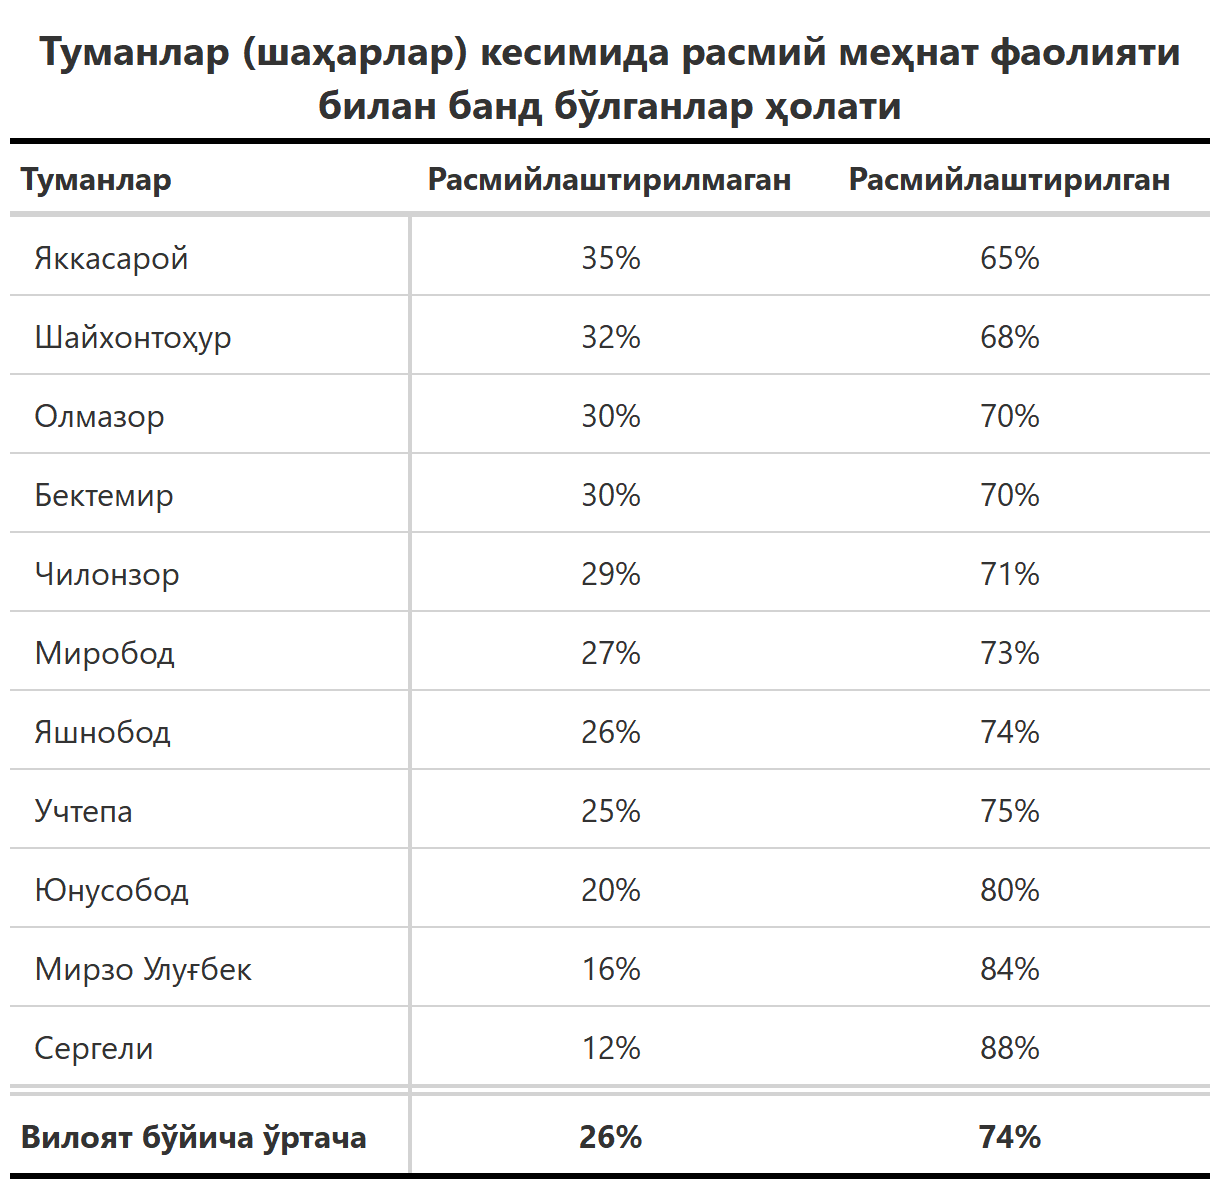 Туманлар (шаҳарлар) кесимида расмий меҳнат фаолияти
билан банд бўлганлар ҳолати
Туманлар Расмийлаштирилмаган Расмийлаштирилган
Яккасарой 35% 65%
Шайхонтоҳур 32% 68%
Олмазор 30% 70%
Бектемир 30% 70%
Чилонзор 29% 71%
Миробод 27% 73%
Яшнобод 26% 74%
Учтепа 25% 75%
Юнусобод 20% 80%
Мирзо Улуғбек 16% 84%
Сергели 12% 88%
Вилоят бўйича ўртача 26% 74%